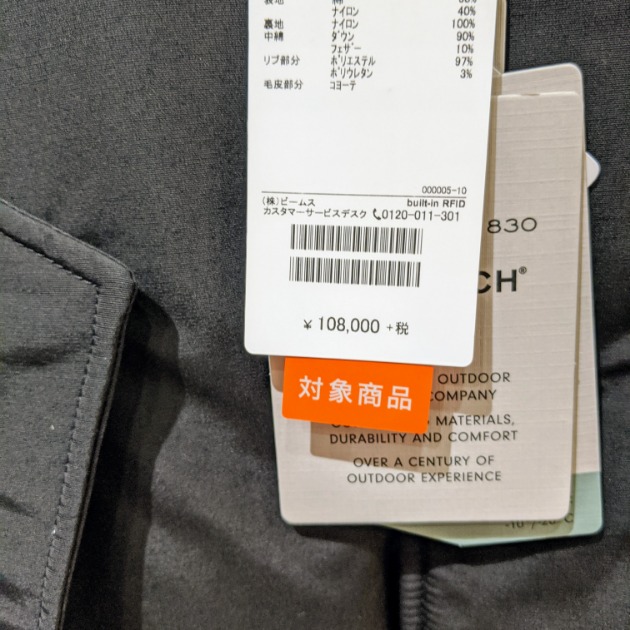 ナイロン 40%
裏地 ナイロン 100%
中綿 ダウン 90%
フェザー 10%
リブ部分 ポリエステル 97%
ポリウレタン 3%
毛皮部分 コヨーテ
000005-10
(株)ビームス built-in RFID
カスタマーサービスデスク 0120-011-301
¥ 108,000 +税
対象商品
830
CH®
OUTDOOR
COMPANY
MATERIALS,
DURABILITY AND COMFORT
OVER A CENTURY OF
OUTDOOR EXPERIENCE